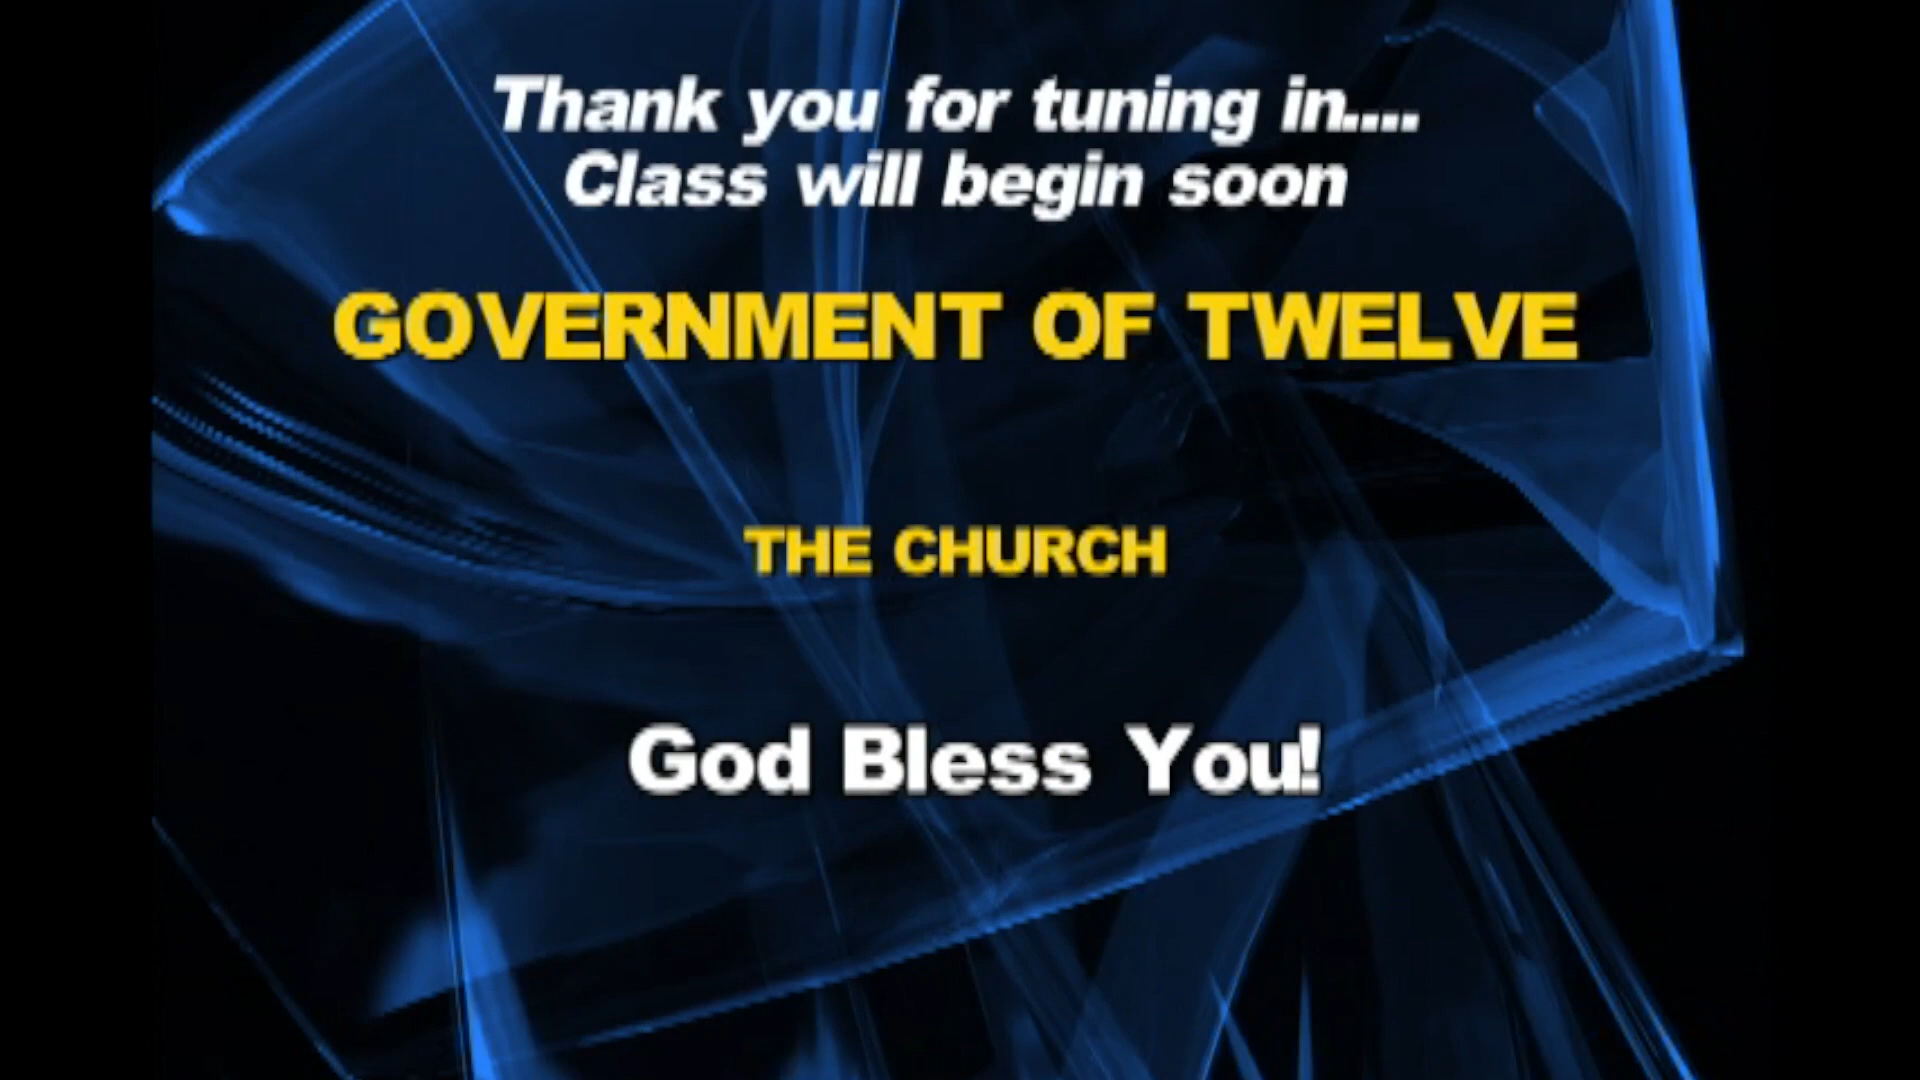 Thank you for tuning in....
Class will begin soon
GOVERNMENT OF TWELVE
THE CHURCH
God Bless You!